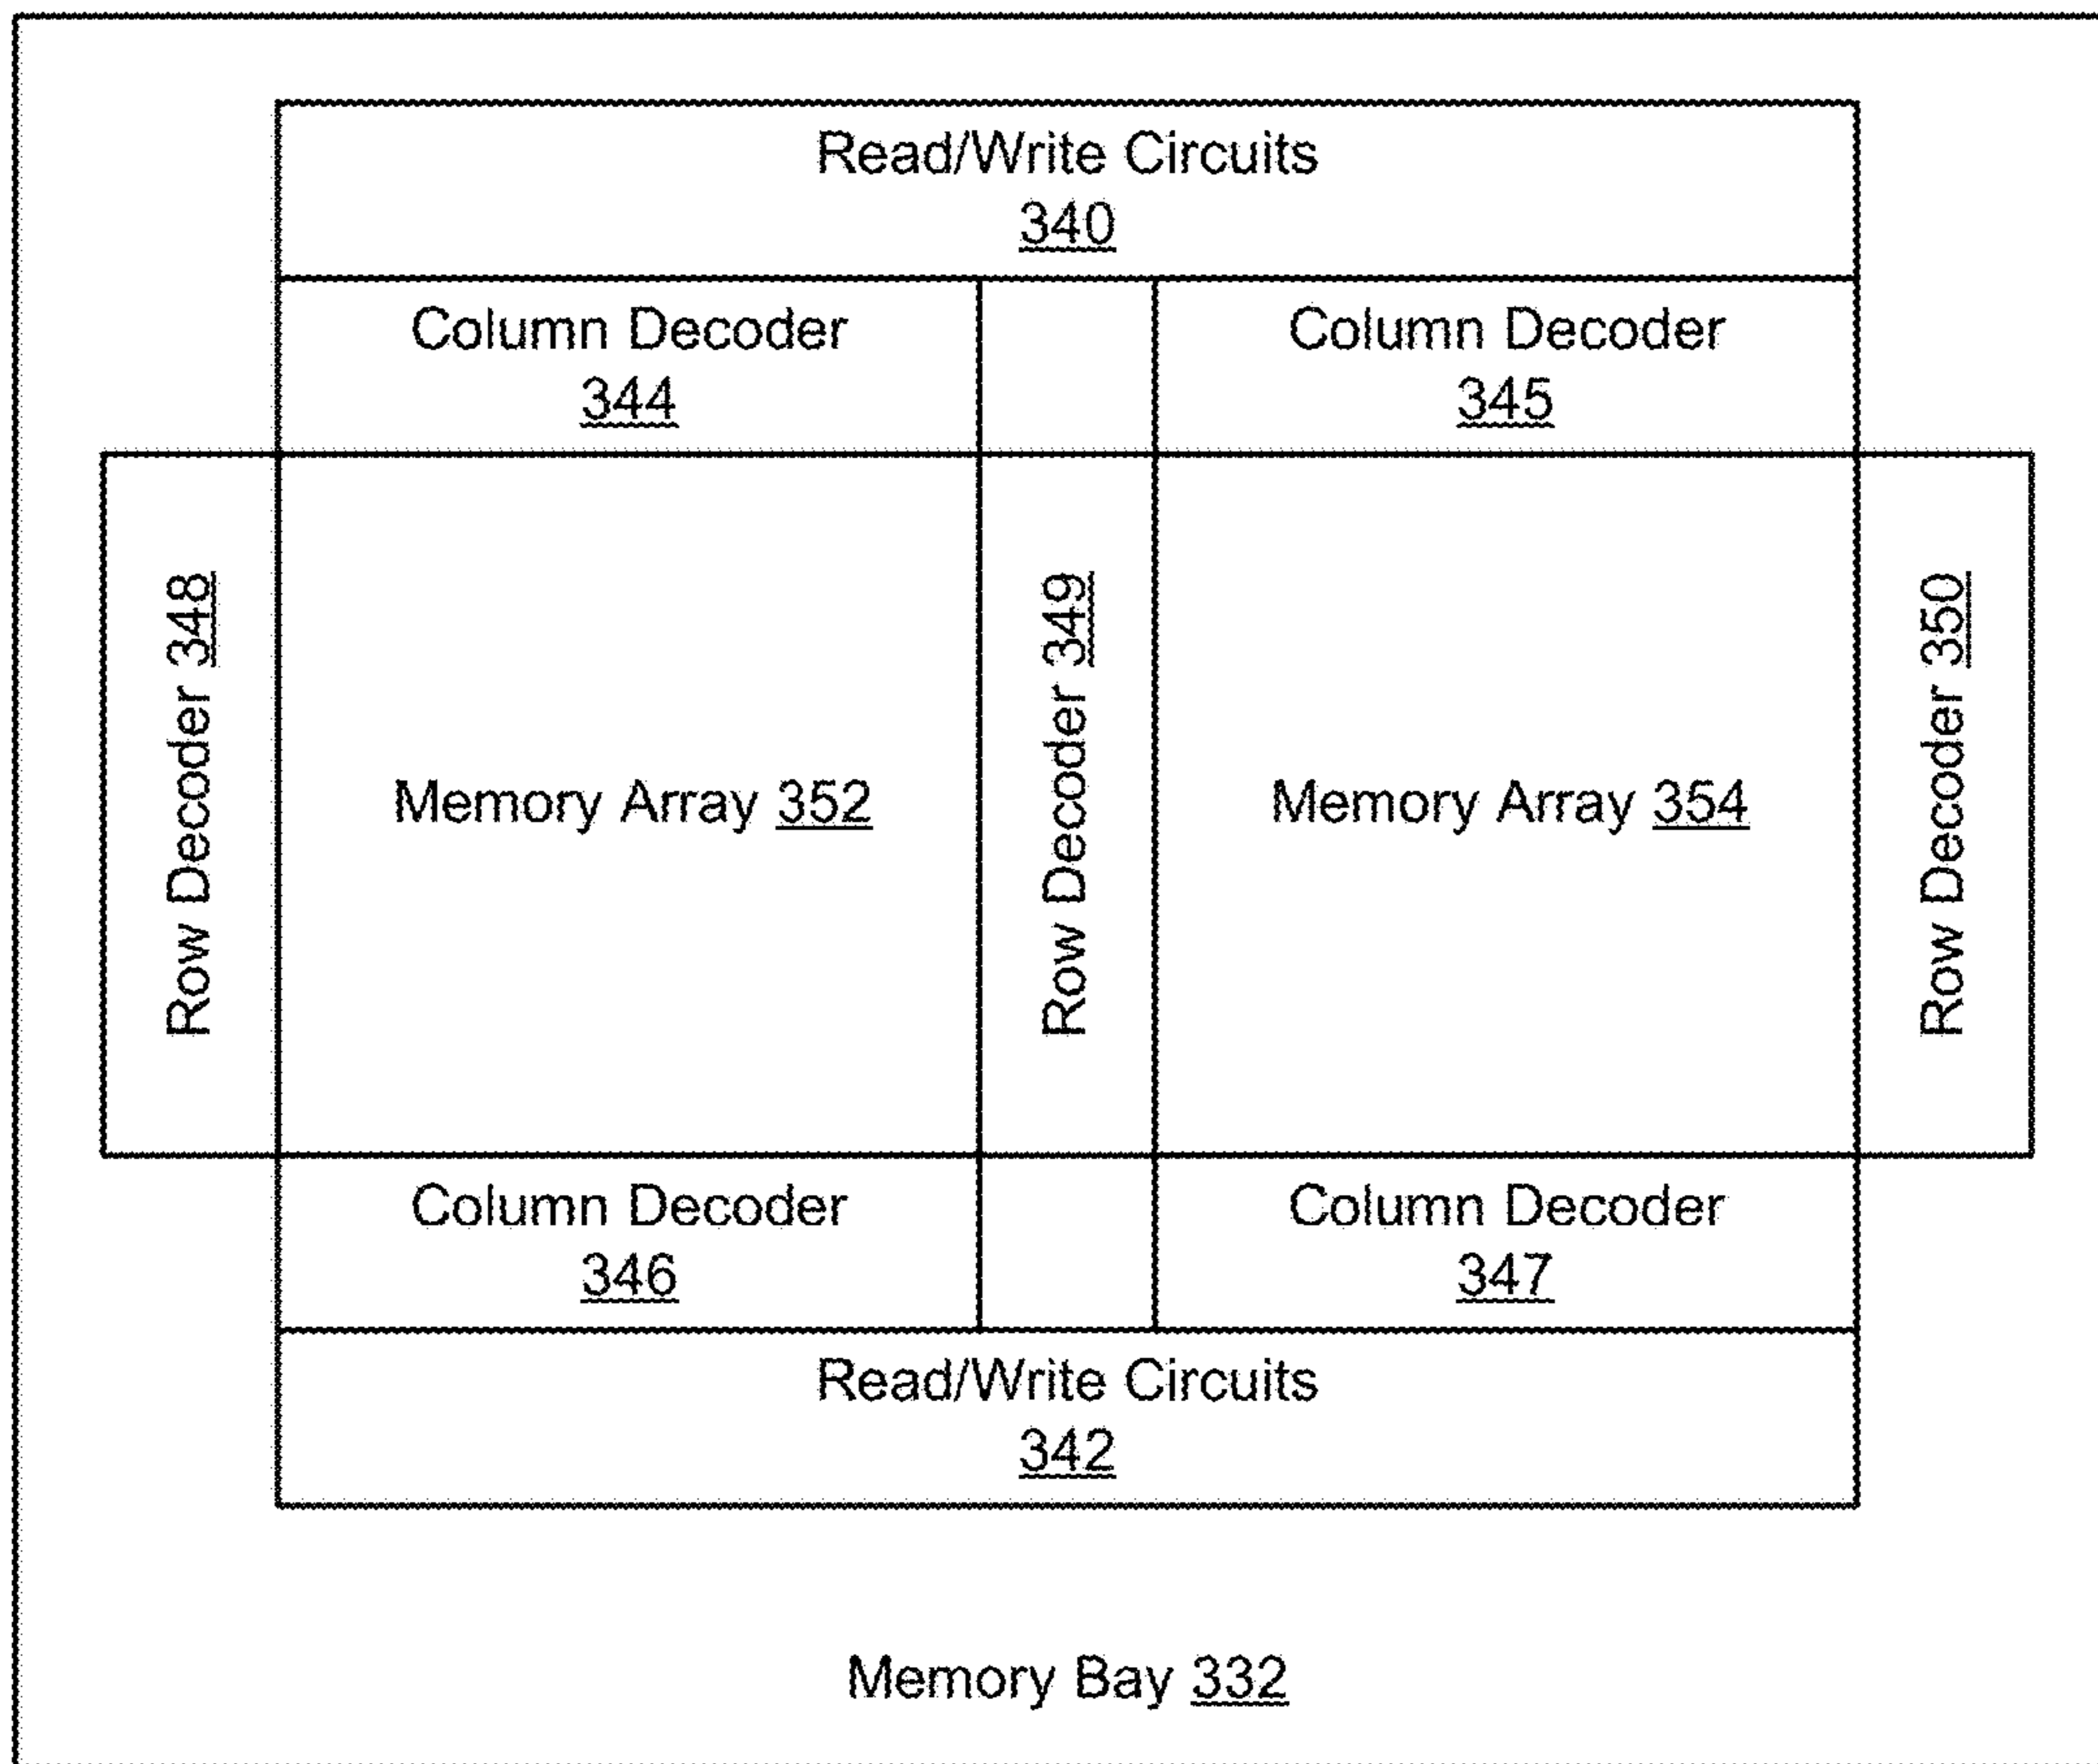 Read/Write Circuits
340
Column Decoder
344
Column Decoder
345
Row Decoder 348
Memory Array 352
Row Decoder 349
Memory Array 354
Row Decoder 350
Column Decoder
346
Column Decoder
347
Read/Write Circuits
342
Memory Bay 332